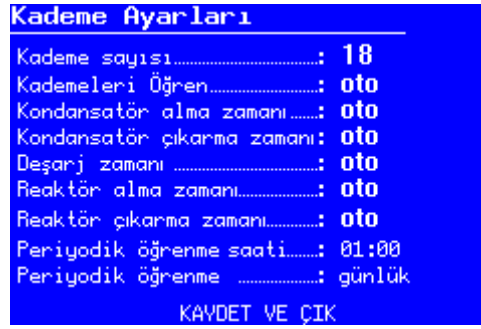 Kademe Ayarları
Kademe sayısı..............................: 18
Kademeleri Öğren......................: oto
Kondansatör alma zamanı......: oto
Kondansatör çıkarma zamanı: oto
Deşarj zamanı ..............................: oto
Reaktör alma zamanı................: oto
Reaktör çıkarma zamanı...........: oto
Periyodik öğrenme saati.......: 01:00
Periyodik öğrenme ................: günlük
KAYDET VE ÇIK